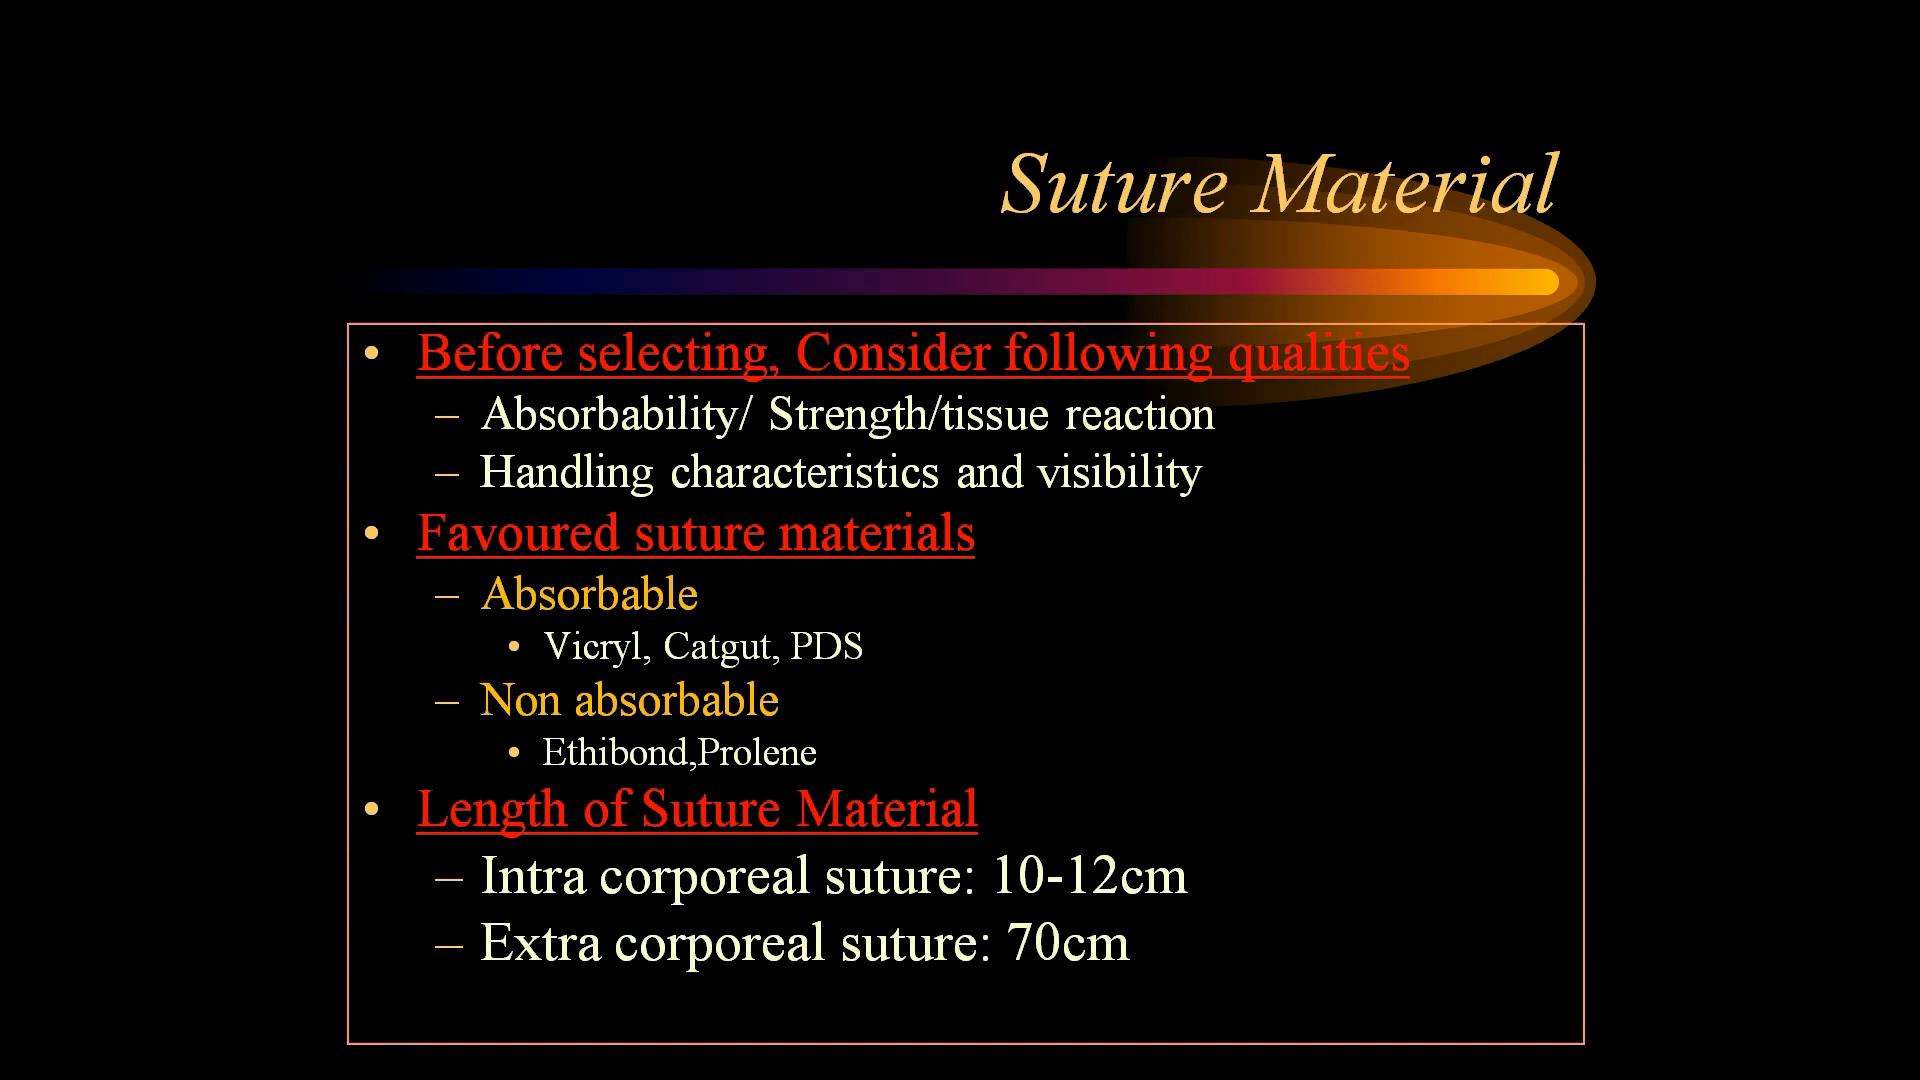 Suture Material
• Before selecting, Consider following qualities
– Absorbability/ Strength/tissue reaction
– Handling characteristics and visibility
• Favoured suture materials
– Absorbable
• Vicryl, Catgut, PDS
– Non absorbable
• Ethibond,Prolene
• Length of Suture Material
– Intra corporeal suture: 10-12cm
– Extra corporeal suture: 70cm